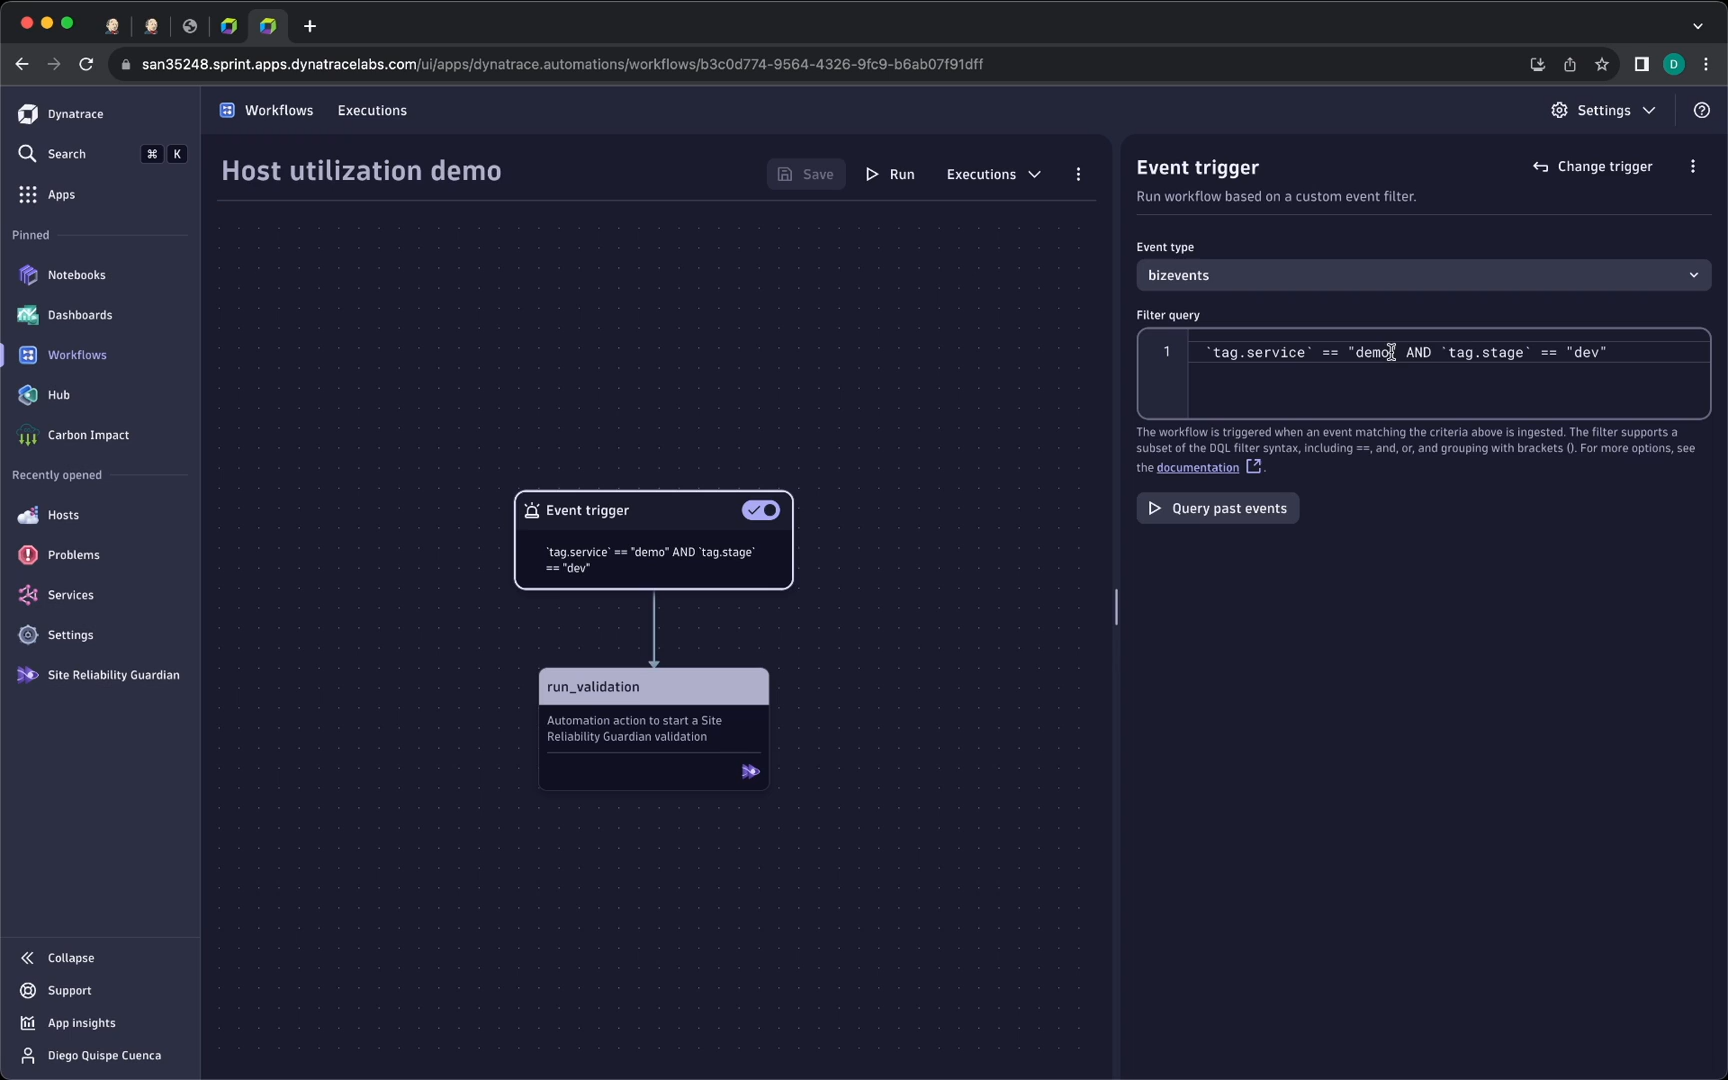 san35248.sprint.apps.dynatracelabs.com/ui/apps/dynatrace.automations/workflows/b3c0d774-9564-4326-9fc9-b6ab07f91dff
D
Dynatrace
Search
⌘ K
Apps
Pinned
Notebooks
Dashboards
Workflows
Hub
Carbon Impact
Recently opened
Hosts
Problems
Services
Settings
Site Reliability Guardian
Collapse
Support
App insights
Diego Quispe Cuenca
Workflows Executions
Settings
Host utilization demo
Save Run Executions
Event trigger
`tag.service` == "demo" AND `tag.stage`
== "dev"
run_validation
Automation action to start a Site
Reliability Guardian validation
Event trigger
Change trigger
Run workflow based on a custom event filter.
Event type
bizevents
Filter query
1 `tag.service` == "demo" AND `tag.stage` == "dev"
The workflow is triggered when an event matching the criteria above is ingested. The filter supports a
subset of the DQL filter syntax, including ==, and, or, and grouping with brackets (). For more options, see
the documentation .
Query past events